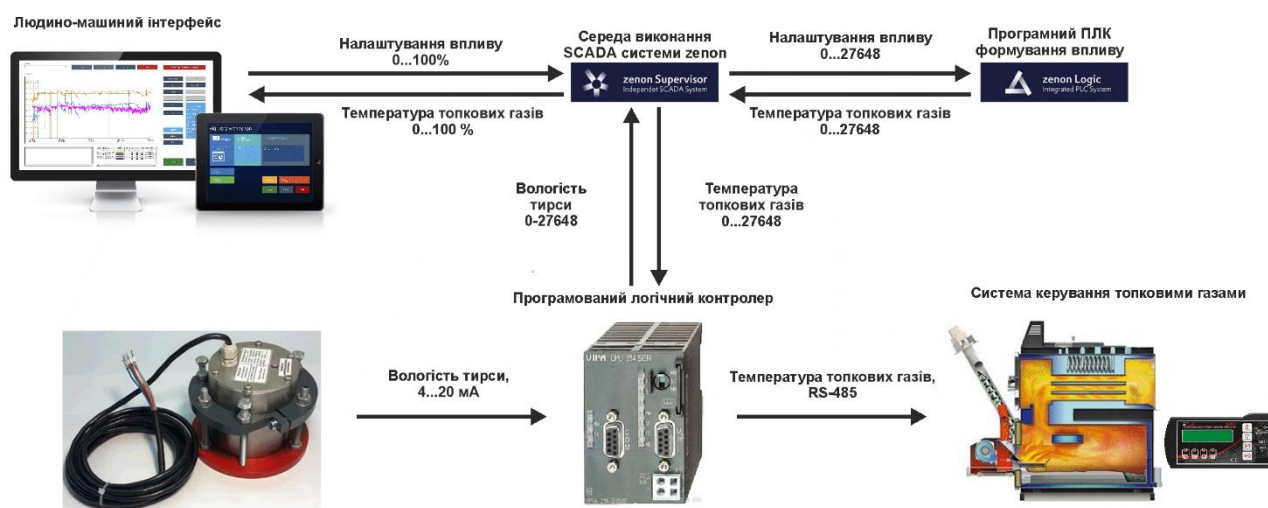 Людино-машиний інтерфейс
Налаштування впливу
0...100%
Температура топкових газів
0...100 %
Середа виконання
SCADA системи zenon
zenon Supervisor
Independet SCADA System
Налаштування впливу
0...27648
Температура топкових газів
0...27648
Програмний ПЛК
формування впливу
zenon Logic
Integrated PLC System
Вологість
тирси
0-27648
Температура
топкових газів
0...27648
Програмований логічний контролер
Система керування топковими газами
Вологість тирси,
4...20 мА
VIPA CPU 214 SER
Температура топкових газів,
RS-485